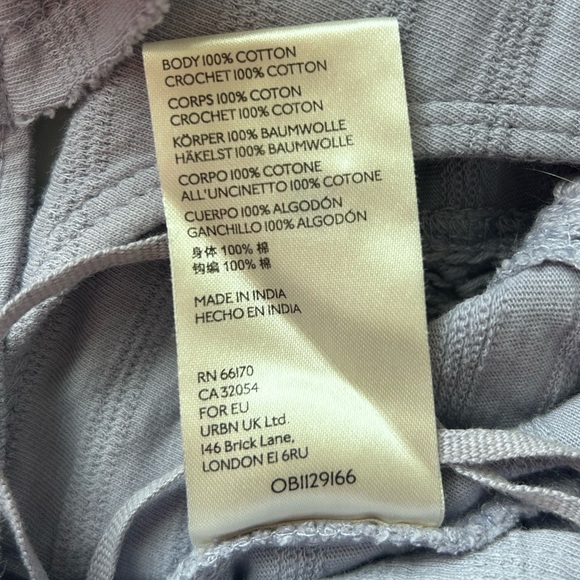 BODY 100% COTTON
CROCHET 100% COTTON
CORPS 100% COTON
CROCHET 100% COTON
KÖRPER 100% BAUMWOLLE
HÄKELST 100% BAUMWOLLE
CORPO 100% COTONE
ALL'UNCINETTO 100% COTONE
CUERPO 100% ALGODÓN
GANCHILLO 100% ALGODÓN
身体 100% 棉
钩编 100% 棉
MADE IN INDIA
HECHO EN INDIA
RN 66170
CA 32054
FOR EU
URBN UK Ltd.
146 Brick Lane,
LONDON E1 6RU
OB1129166